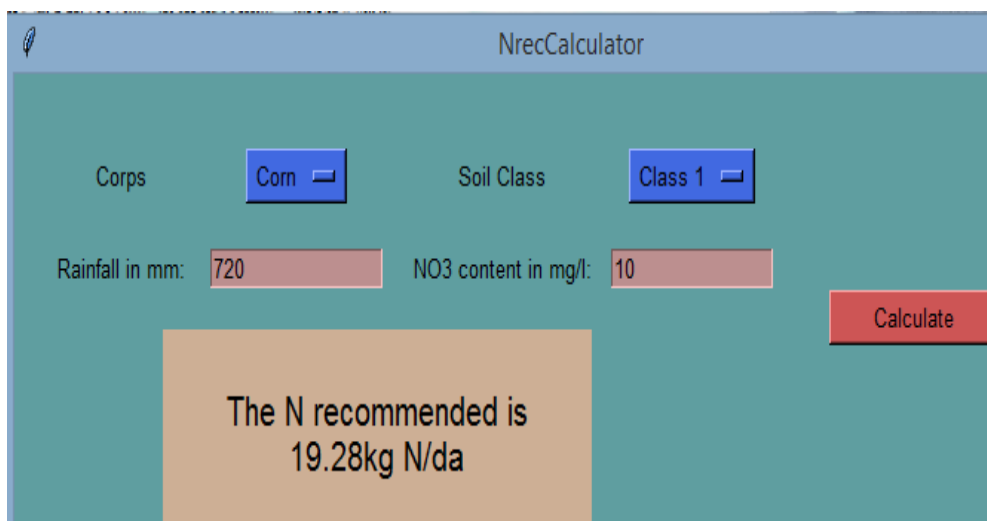 NrecCalculator
Corps Corn Soil Class Class 1
Rainfall in mm: 720 NO3 content in mg/l: 10
Calculate
The N recommended is
19.28kg N/da